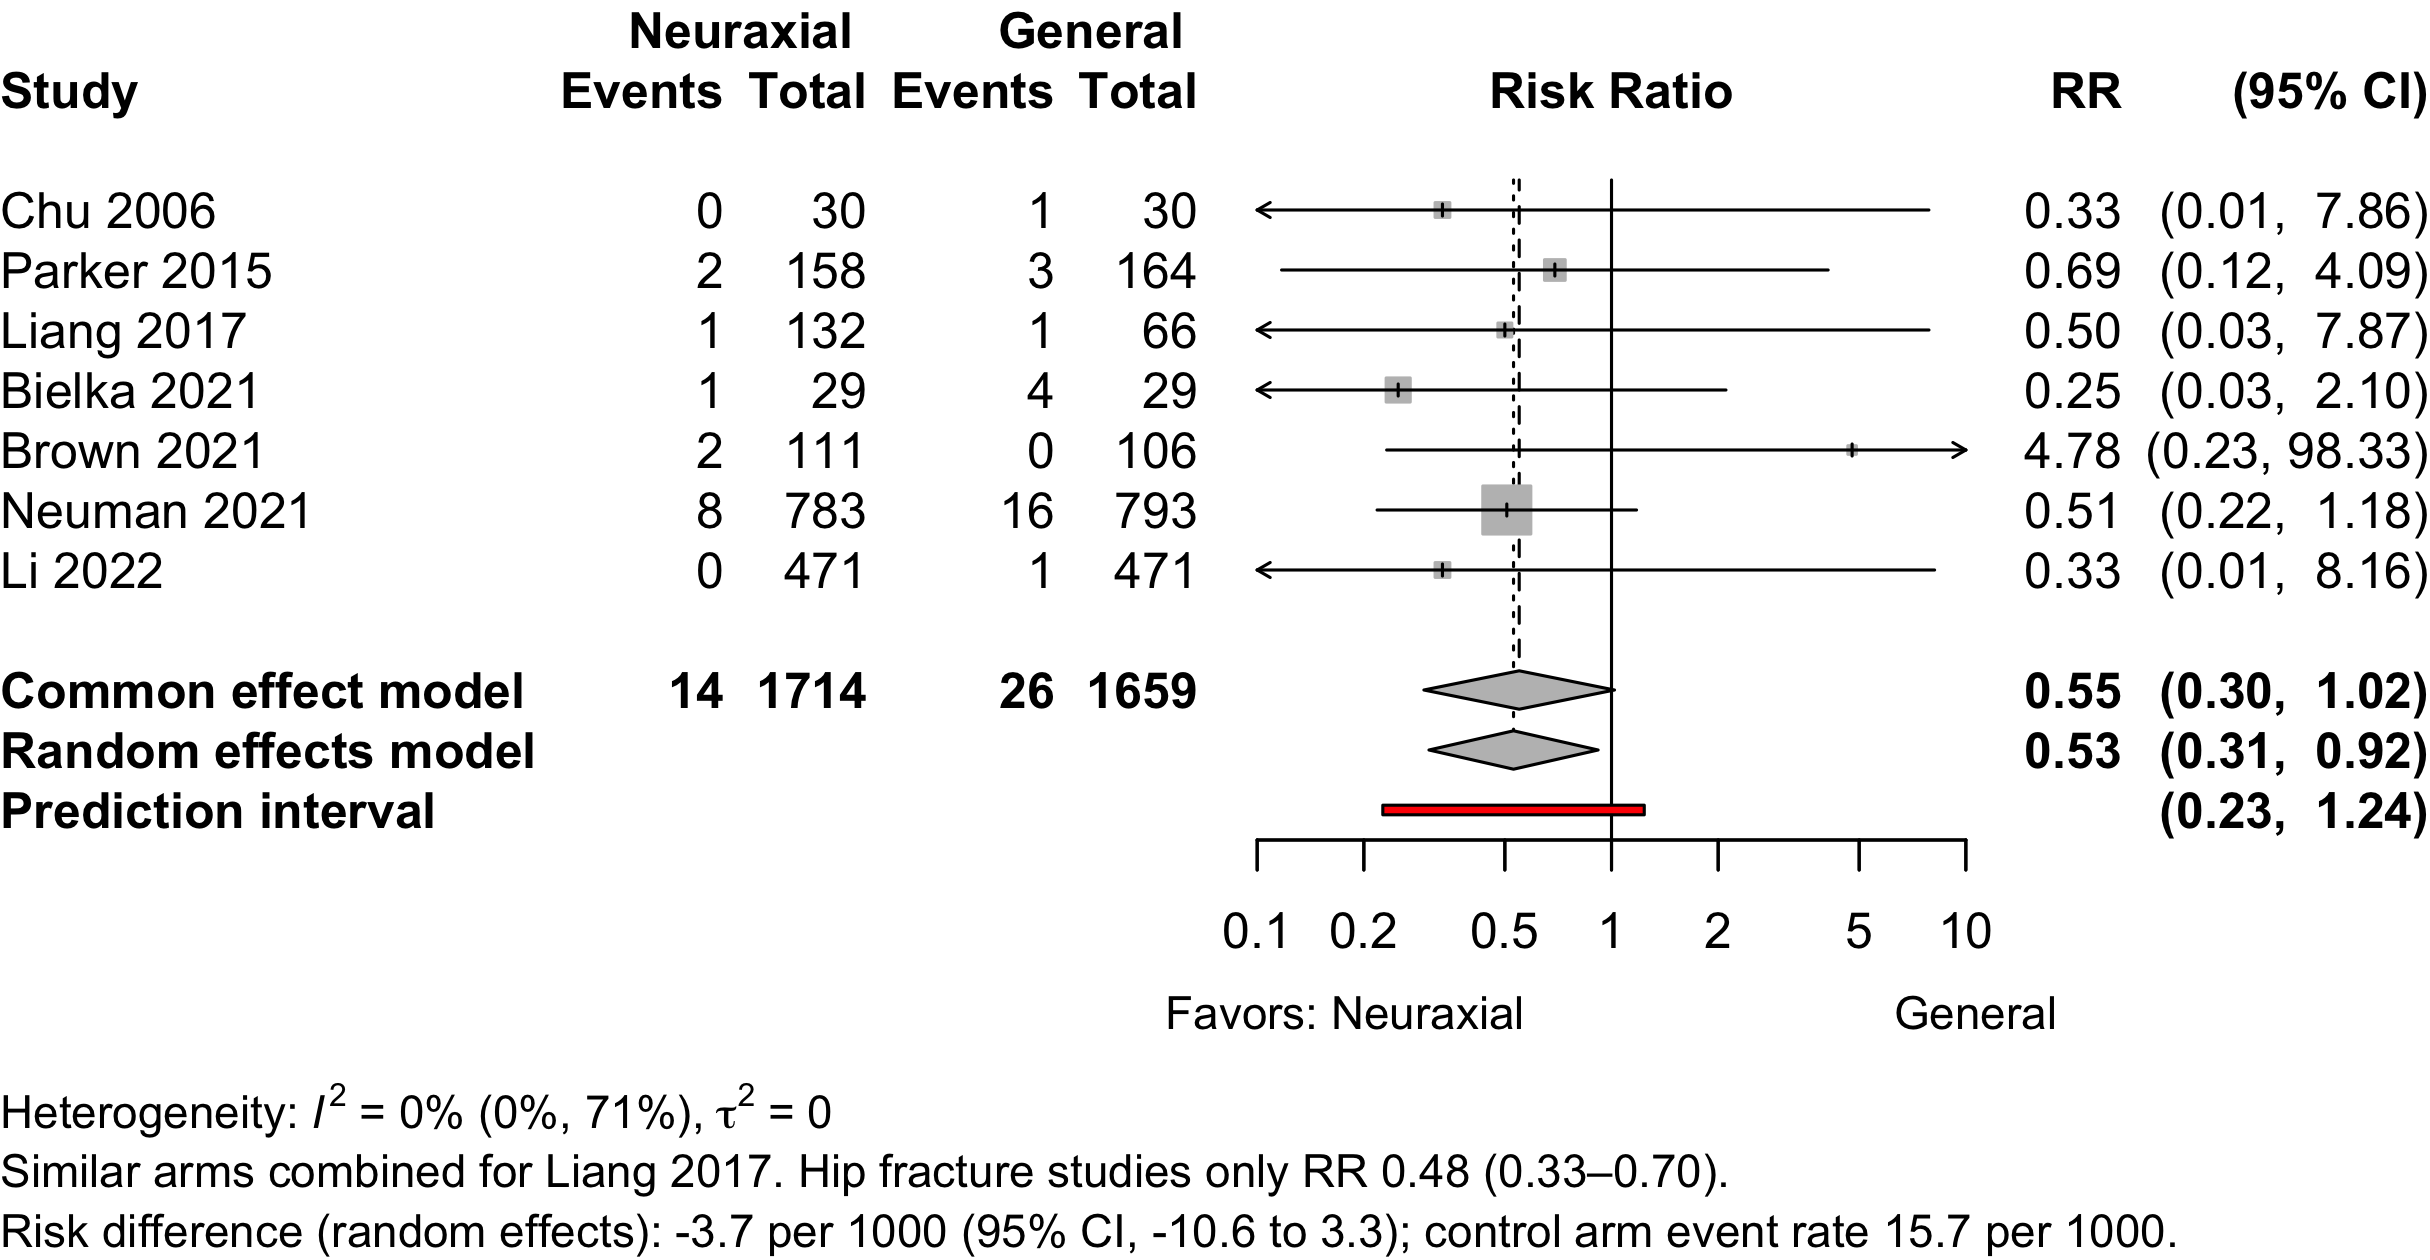 Neuraxial General
Study Events Total Events Total Risk Ratio RR (95% CI)
Chu 2006 0 30 1 30 0.33 (0.01, 7.86)
Parker 2015 2 158 3 164 0.69 (0.12, 4.09)
Liang 2017 1 132 1 66 0.50 (0.03, 7.87)
Bielka 2021 1 29 4 29 0.25 (0.03, 2.10)
Brown 2021 2 111 0 106 4.78 (0.23, 98.33)
Neuman 2021 8 783 16 793 0.51 (0.22, 1.18)
Li 2022 0 471 1 471 0.33 (0.01, 8.16)
Common effect model 14 1714 26 1659 0.55 (0.30, 1.02)
Random effects model 0.53 (0.31, 0.92)
Prediction interval (0.23, 1.24)
0.1 0.2 0.5 1 2 5 10
Favors: Neuraxial General
Heterogeneity: I² = 0% (0%, 71%), τ² = 0
Similar arms combined for Liang 2017. Hip fracture studies only RR 0.48 (0.33–0.70).
Risk difference (random effects): -3.7 per 1000 (95% CI, -10.6 to 3.3); control arm event rate 15.7 per 1000.